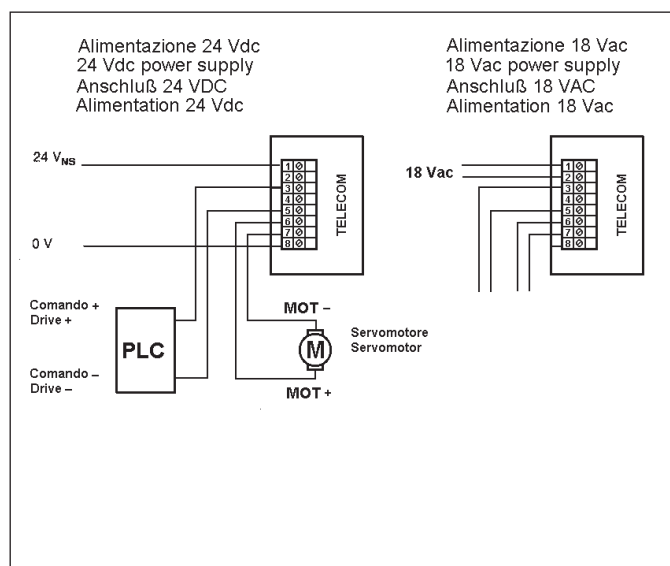 Alimentazione 24 Vdc
24 Vdc power supply
Anschluß 24 VDC
Alimentation 24 Vdc
Alimentazione 18 Vac
18 Vac power supply
Anschluß 18 VAC
Alimentation 18 Vac
24 VNS
0 V
1
2
3
4
5
6
7
8
TELECOM
18 Vac
1
2
3
4
5
6
7
8
TELECOM
Comando +
Drive +
PLC
Comando –
Drive –
MOT –
M
Servomotore
Servomotor
MOT +